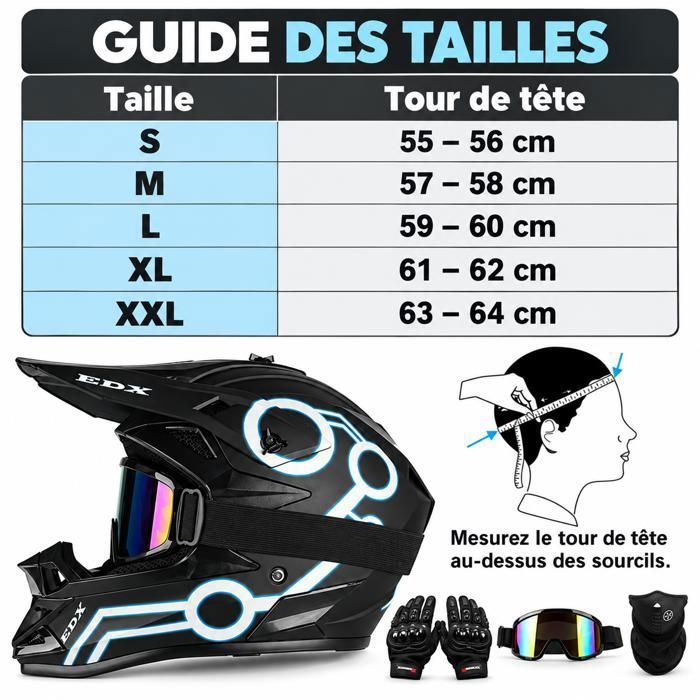 GUIDE DES TAILLES
Taille Tour de tête
S 55 – 56 cm
M 57 – 58 cm
L 59 – 60 cm
XL 61 – 62 cm
XXL 63 – 64 cm
EDX
EDX
Mesurez le tour de tête
au-dessus des sourcils.